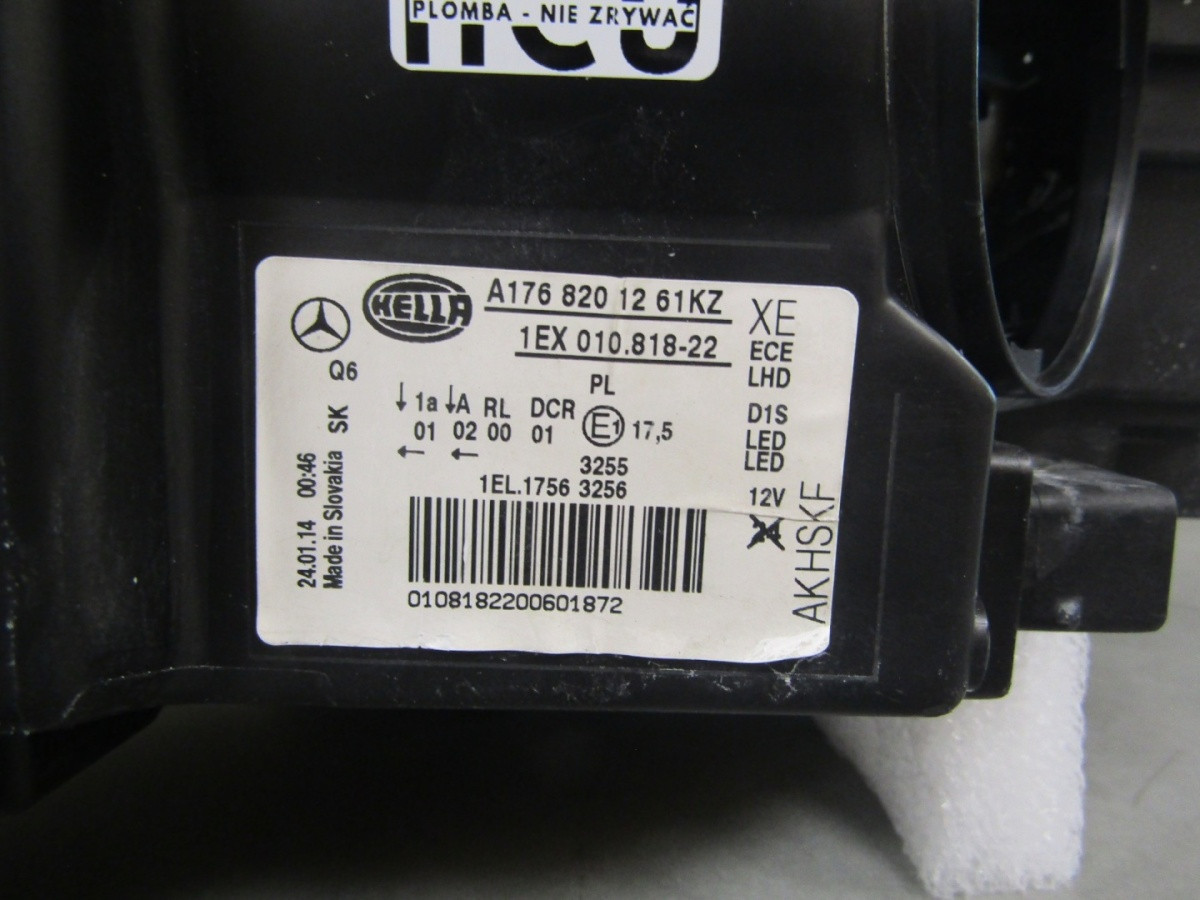 PLOMBA - NIE ZRYWAĆ
HELLA
A176 820 12 61KZ
1EX 010.818-22
XE
ECE
LHD
D1S
LED
LED
12V
AKHSKF
Q6
SK
PL
↓ 1a ↓A RL DCR E1 17,5
01 02 00 01
← ←
3255
1EL.1756 3256
24.01.14 00:46
Made in Slovakia
0108182200601872